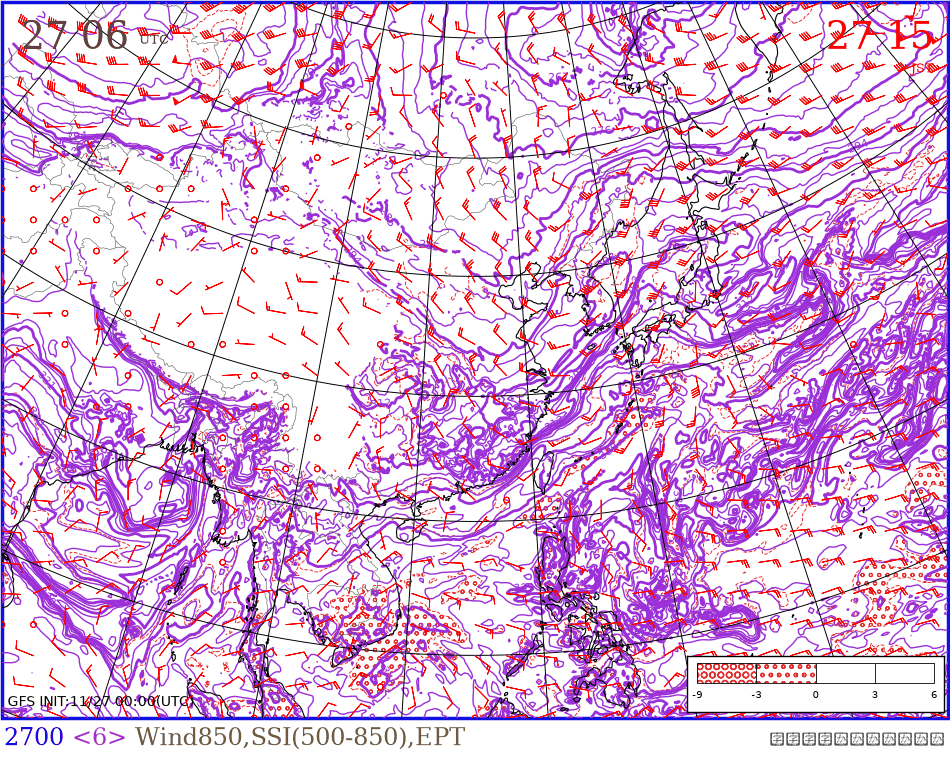 27 06 UTC
27 15
JST
GFS INIT:11/27 00:00(UTC)
-9 -3 0 3 6
2700 <6> Wind850,SSI(500-850),EPT